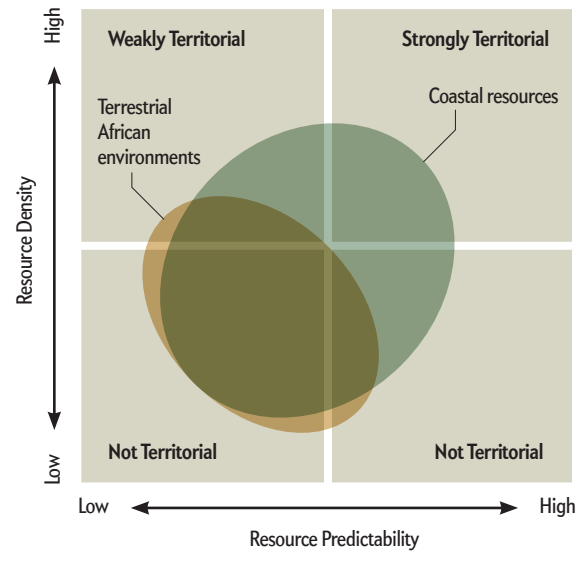 High
Weakly Territorial
Strongly Territorial
Coastal resources
Terrestrial
African
environments
Resource Density
Not Territorial
Not Territorial
Low
Low
High
Resource Predictability